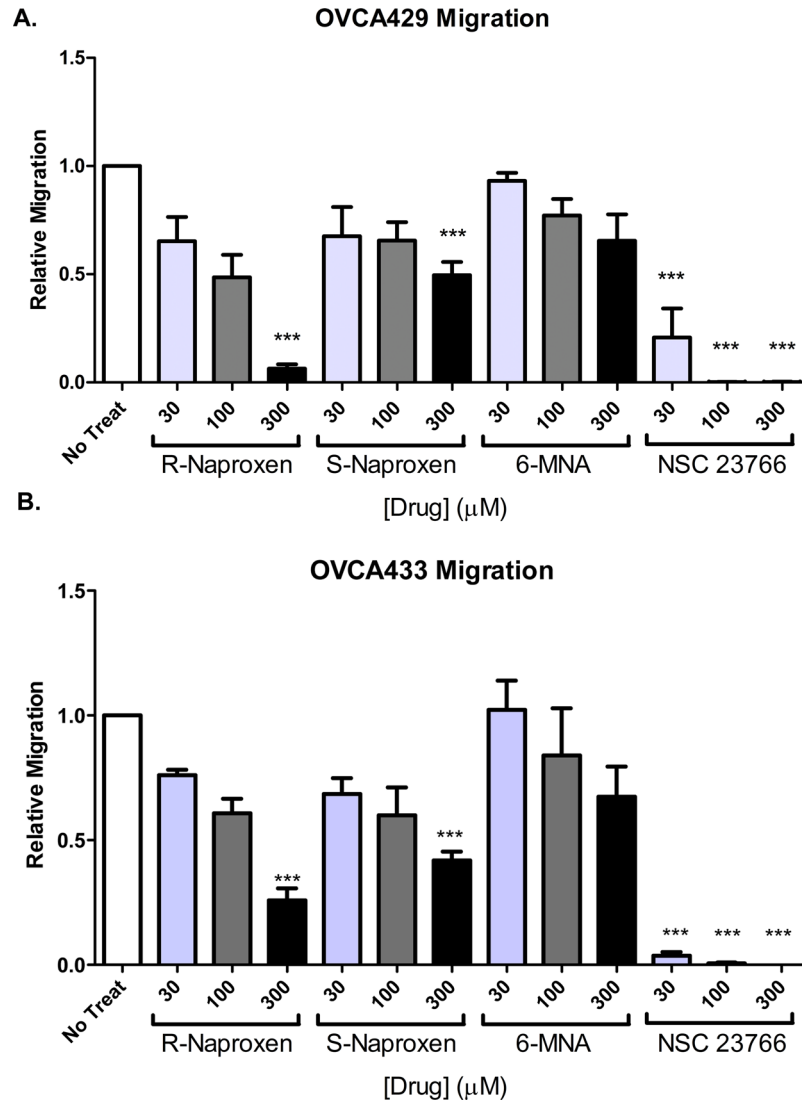 A.
OVCA429 Migration
Relative Migration
1.5
1.0
0.5
0.0
*** *** *** *** ***
No Treat 30 100 300 30 100 300 30 100 300 30 100 300
R-Naproxen S-Naproxen 6-MNA NSC 23766
[Drug] (μM)
B.
OVCA433 Migration
Relative Migration
1.5
1.0
0.5
0.0
*** *** *** *** ***
No Treat 30 100 300 30 100 300 30 100 300 30 100 300
R-Naproxen S-Naproxen 6-MNA NSC 23766
[Drug] (μM)